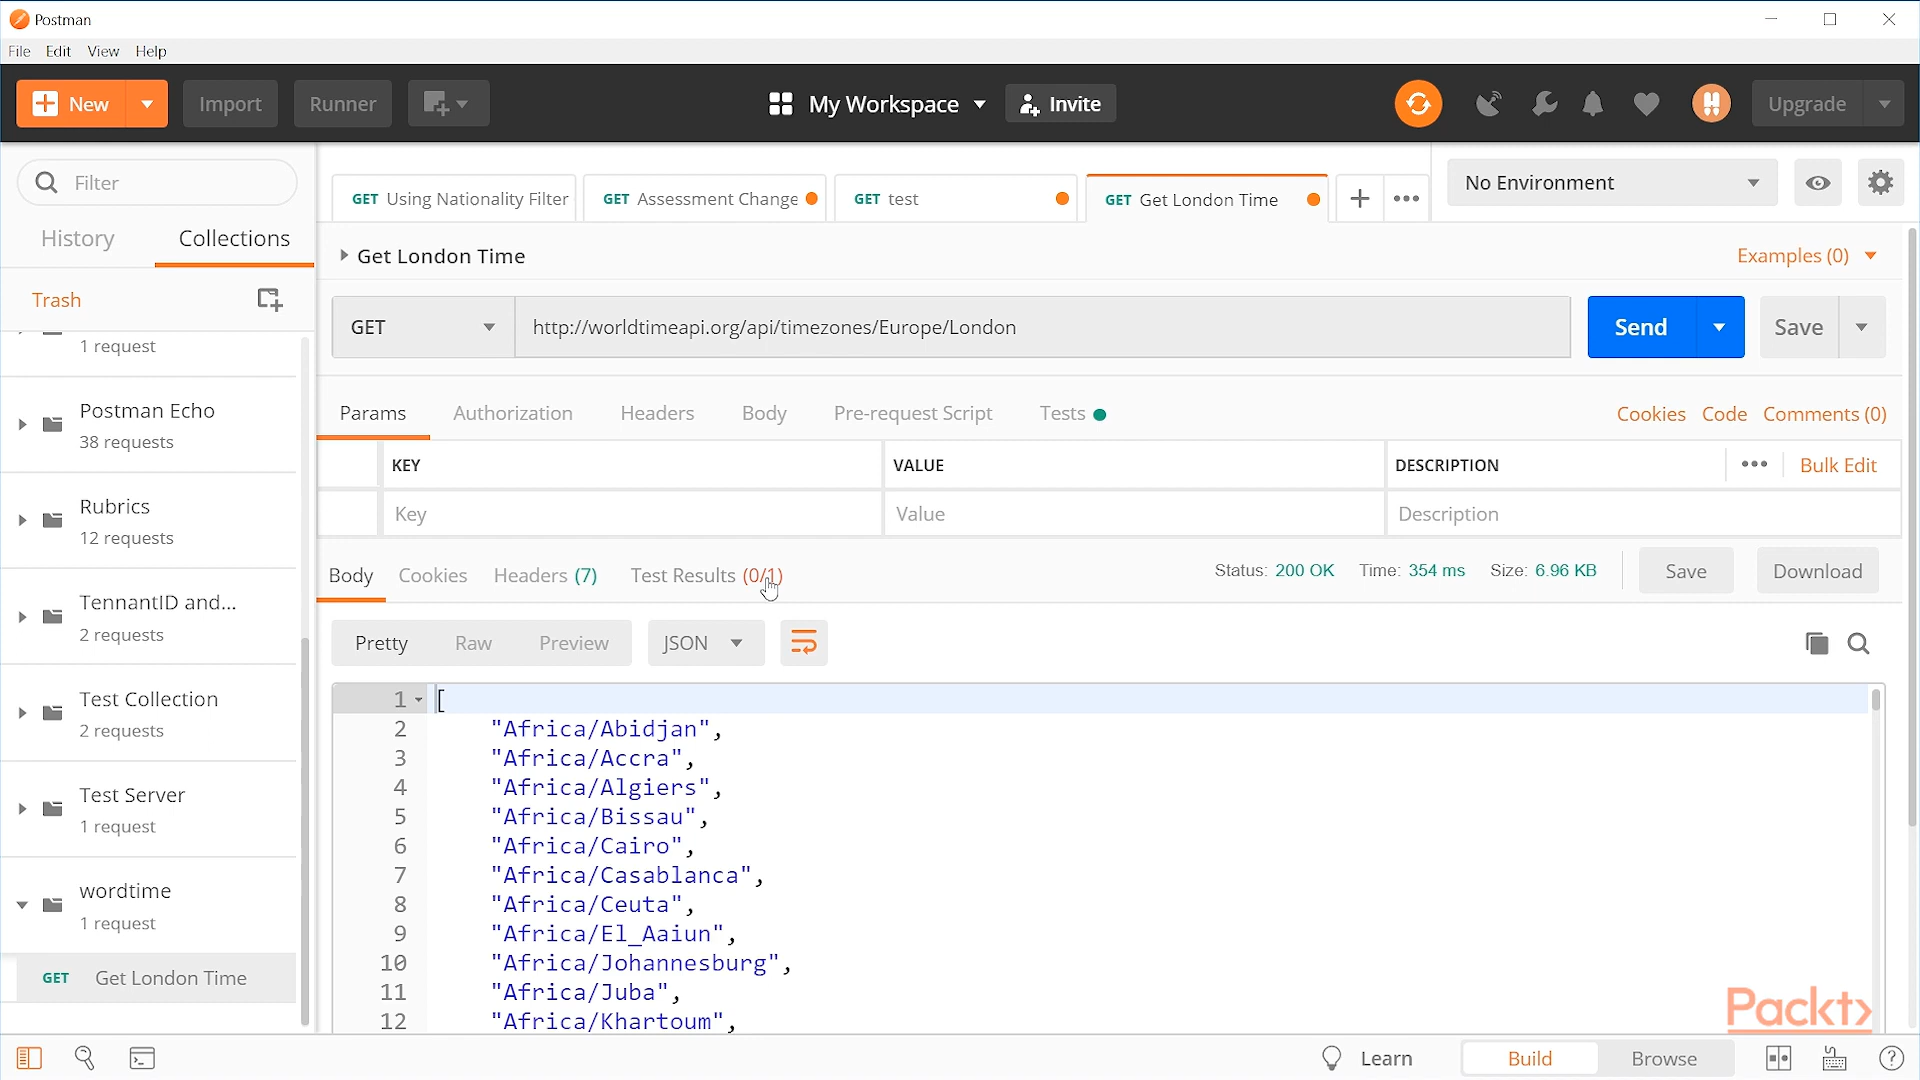 Postman
File Edit View Help
New Import Runner My Workspace Invite Upgrade
Filter
GET Using Nationality Filter GET Assessment Change GET test GET Get London Time
No Environment
History Collections
Get London Time Examples (0)
Trash
1 request
GET http://worldtimeapi.org/api/timezones/Europe/London Send Save
Postman Echo
38 requests
Params Authorization Headers Body Pre-request Script Tests Cookies Code Comments (0)
KEY VALUE DESCRIPTION Bulk Edit
Key Value Description
Rubrics
12 requests
Body Cookies Headers (7) Test Results (0/1) Status: 200 OK Time: 354 ms Size: 6.96 KB Save Download
TennantID and...
2 requests
Pretty Raw Preview JSON
Test Collection
2 requests
Test Server
1 request
wordtime
1 request
GET Get London Time
1 [
2 "Africa/Abidjan",
3 "Africa/Accra",
4 "Africa/Algiers",
5 "Africa/Bissau",
6 "Africa/Cairo",
7 "Africa/Casablanca",
8 "Africa/Ceuta",
9 "Africa/El_Aaiun",
10 "Africa/Johannesburg",
11 "Africa/Juba",
12 "Africa/Khartoum",
Packt
Learn Build Browse